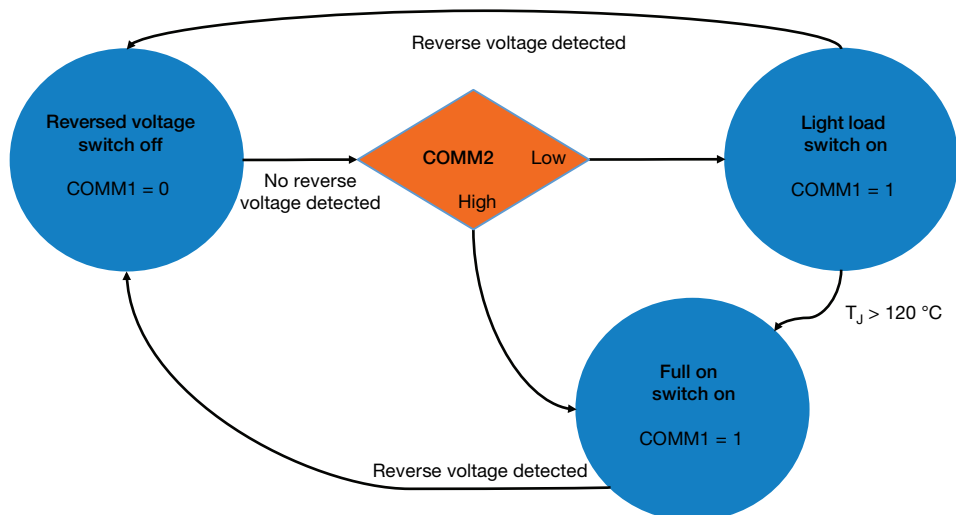 Reverse voltage detected
Reversed voltage
switch off
COMM1 = 0
No reverse
voltage detected
COMM2
Low
High
Light load
switch on
COMM1 = 1
T_J > 120 °C
Full on
switch on
COMM1 = 1
Reverse voltage detected